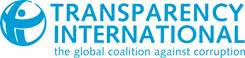 TRANSPARENCY
INTERNATIONAL
the global coalition against corruption